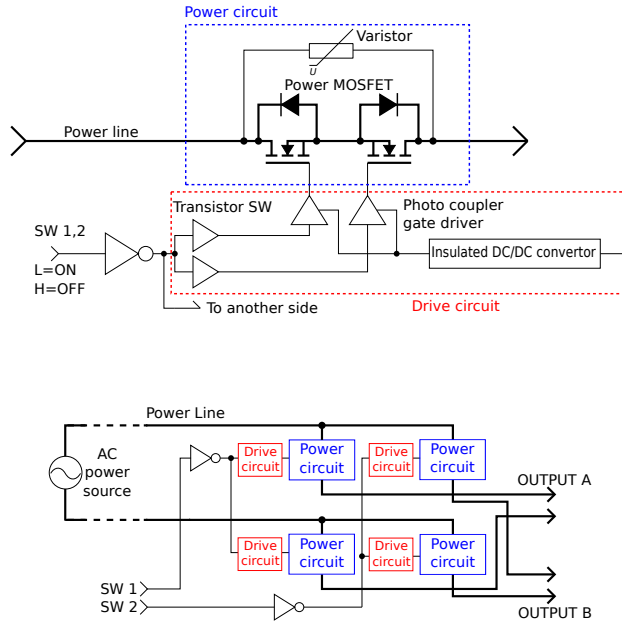 Power circuit
Varistor
U
Power MOSFET
Power line
Transistor SW
Photo coupler
gate driver
SW 1,2
L=ON
H=OFF
Insulated DC/DC convertor
To another side
Drive circuit
Power Line
AC
power
source
Drive
circuit
Power
circuit
Drive
circuit
Power
circuit
OUTPUT A
Drive
circuit
Power
circuit
Drive
circuit
Power
circuit
SW 1
SW 2
OUTPUT B